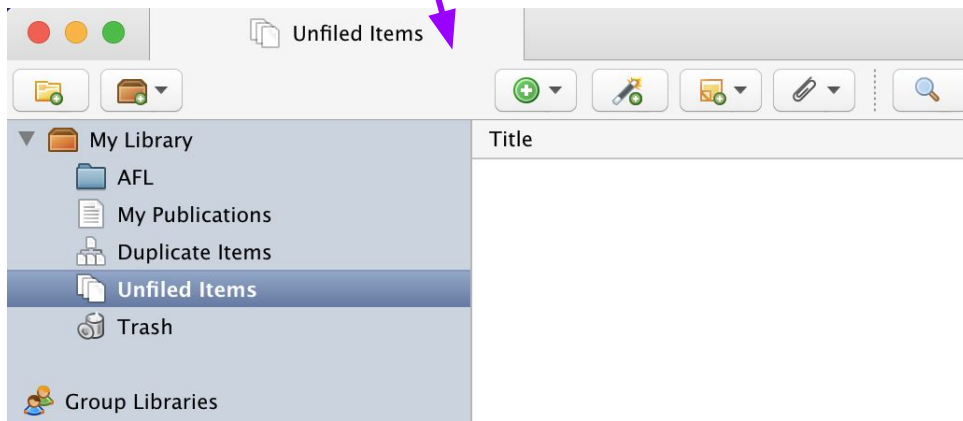 Unfiled Items
My Library
AFL
My Publications
Duplicate Items
Unfiled Items
Trash
Group Libraries
Title